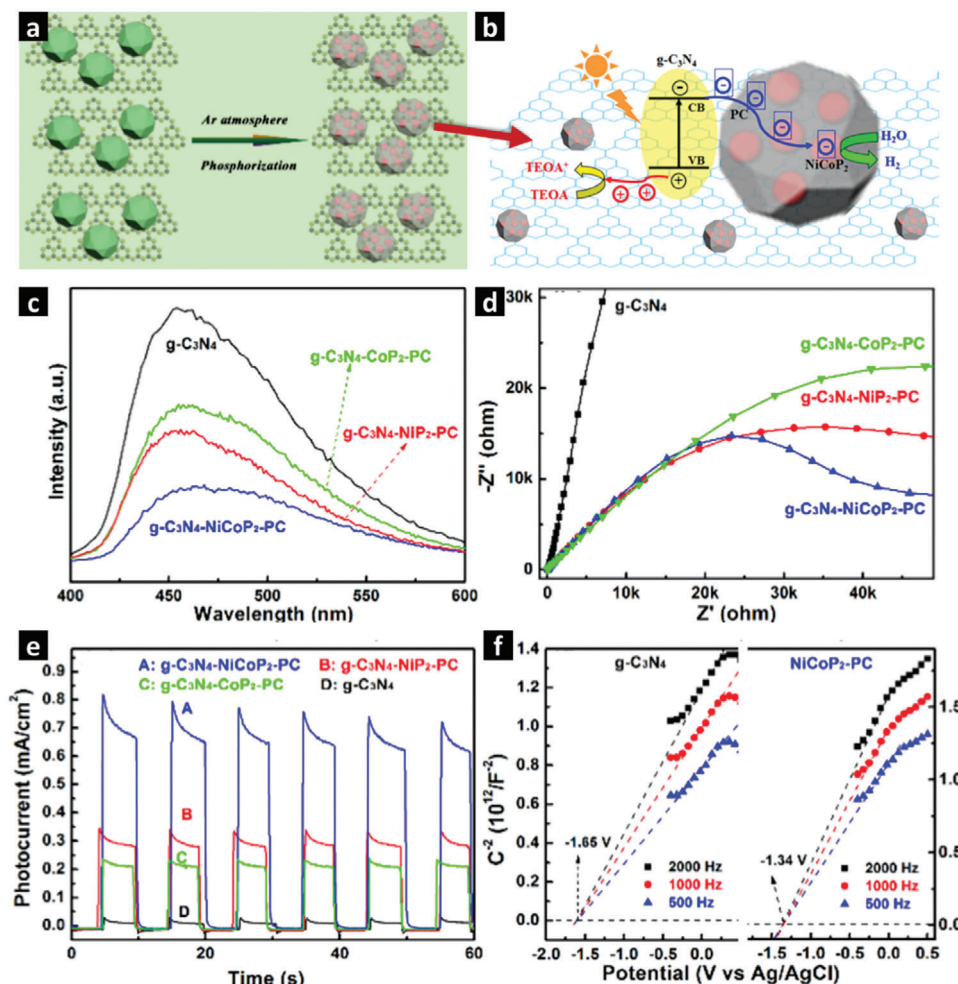 a
Ar atmosphere
Phosphorization
b
g-C₃N₄
CB
PC
VB
NiCoP₂
H₂O
H₂
TEOA⁺
TEOA
c
g-C₃N₄
g-C₃N₄-CoP₂-PC
g-C₃N₄-NiP₂-PC
g-C₃N₄-NiCoP₂-PC
Intensity (a.u.)
400 450 500 550 600
Wavelength (nm)
d
30k
20k
10k
0
g-C₃N₄
g-C₃N₄-CoP₂-PC
g-C₃N₄-NiP₂-PC
g-C₃N₄-NiCoP₂-PC
-Z'' (ohm)
0 10k 20k 30k 40k
Z' (ohm)
e
A: g-C₃N₄-NiCoP₂-PC B: g-C₃N₄-NiP₂-PC
C: g-C₃N₄-CoP₂-PC D: g-C₃N₄
A
B
C
D
0.9
0.8
0.7
0.6
0.5
0.4
0.3
0.2
0.1
0.0
Photocurrent (mA/cm²)
0 20 40 60
Time (s)
f
g-C₃N₄
NiCoP₂-PC
1.4
1.2
1.0
0.8
0.6
0.4
0.2
0.0
C⁻² (10¹²/F⁻²)
-1.65 V
2000 Hz
1000 Hz
500 Hz
-1.34 V
2000 Hz
1000 Hz
500 Hz
1.5
1.0
0.5
0.0
-2.0 -1.5 -1.0 -0.5 0.0
-1.5 -1.0 -0.5 0.0 0.5
Potential (V vs Ag/AgCl)